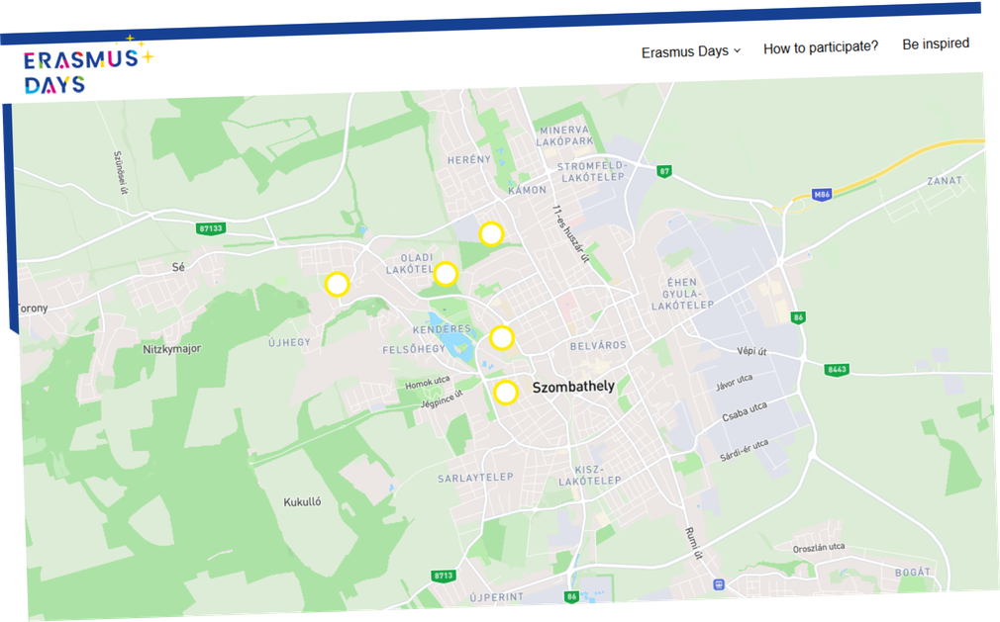 ERASMUS
DAYS
Erasmus Days
How to participate?
Be inspired
MINERVA
LAKÓPARK
HERÉNY
STROMFELD-
LAKÓTELEP
87
KÁMON
Szünősei út
M86
ZANAT
11-es huszár út
87133
OLADI
Sé
ÉHEN
GYULA-
LAKÓTELEP
Torony
86
KENDERES
ÚJHEGY
Nitzkymajor
FELSŐHEGY
BELVÁROS
Vépi út
8443
Homok utca
Jégpince út
Szombathely
Jávor utca
Csaba utca
Sárdi-ér utca
SARLAYTELEP
KISZ-
LAKÓTELEP
Kukulló
Rumi út
Oroszlán utca
8713
BOGÁT
ÚJPERINT
86